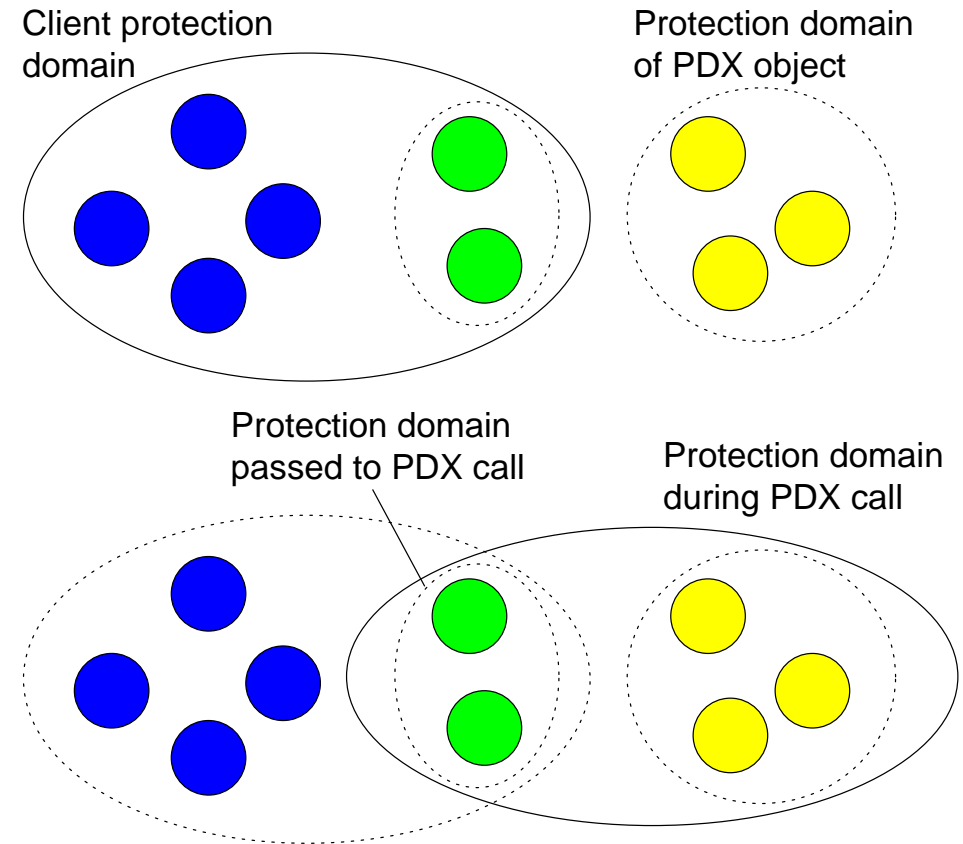 Client protection
domain
Protection domain
of PDX object
Protection domain
passed to PDX call
Protection domain
during PDX call